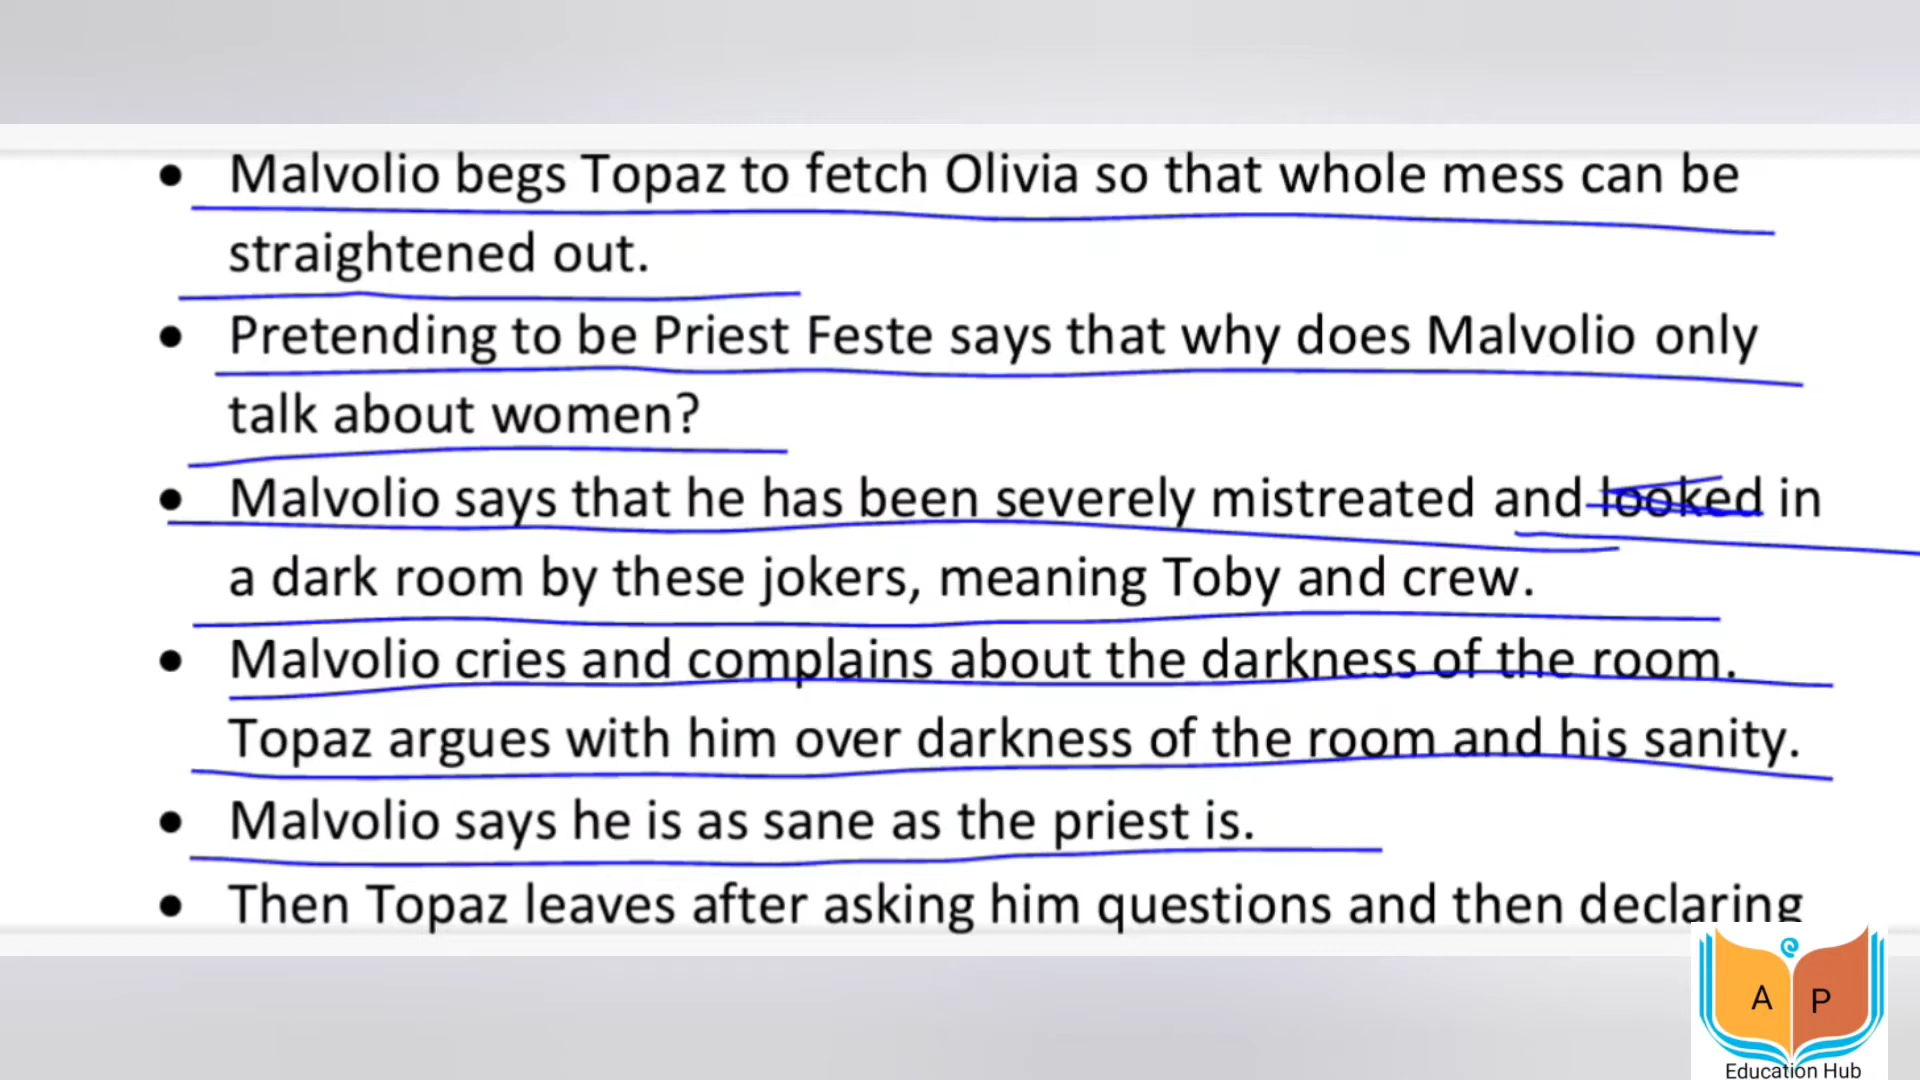 • Malvolio begs Topaz to fetch Olivia so that whole mess can be
straightened out.
• Pretending to be Priest Feste says that why does Malvolio only
talk about women?
• Malvolio says that he has been severely mistreated and looked in
a dark room by these jokers, meaning Toby and crew.
• Malvolio cries and complains about the darkness of the room.
Topaz argues with him over darkness of the room and his sanity.
• Malvolio says he is as sane as the priest is.
• Then Topaz leaves after asking him questions and then declaring
A P
Education Hub